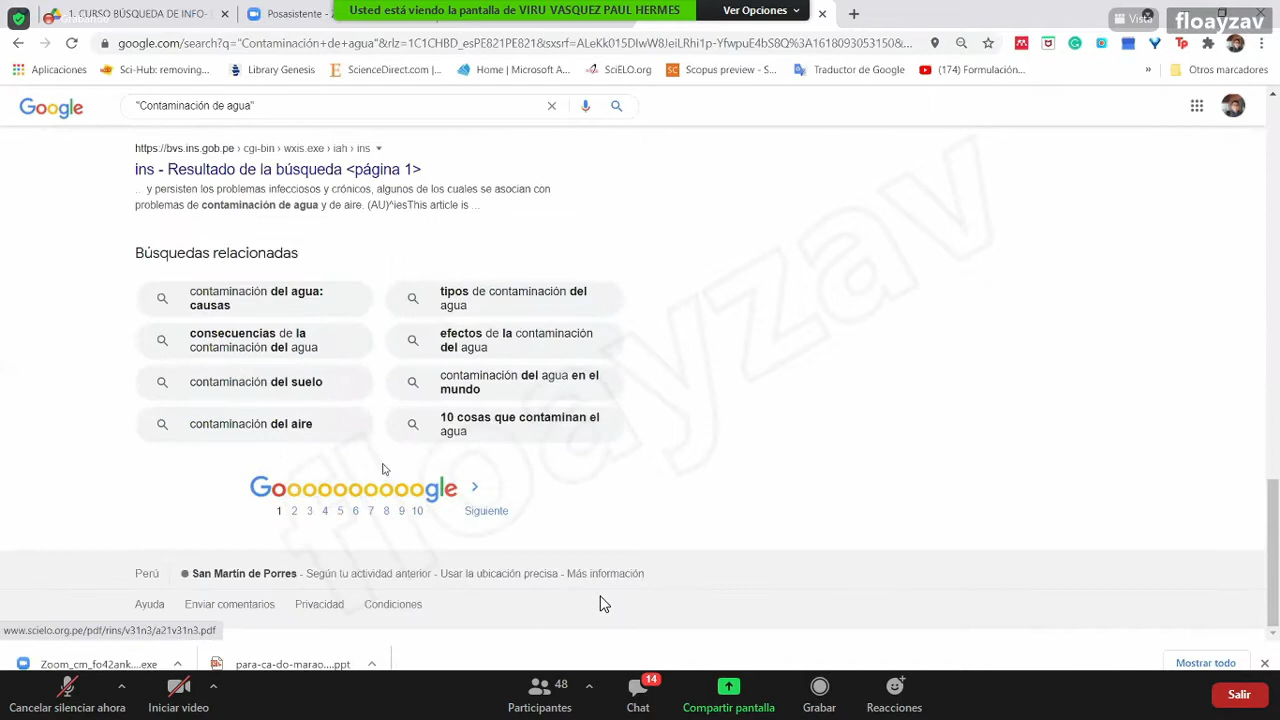 1. CURSO BÚSQUEDA DE INFO-
Posasistente -
Usted está viendo la pantalla de VIRU VASQUEZ PAUL HERMES
Ver Opciones
Vista
floayzav
google.com/search?q="Contaminación+de+agua"&rlz=1C1CHBD_
Aplicaciones
Sci-Hub: removing...
Library Genesis
ScienceDirect.com |...
Home | Microsoft A...
SciELO.org
Scopus preview - S...
Traductor de Google
(174) Formulación...
»
Otros marcadores
Google
"Contaminación de agua"
https://bvs.ins.gob.pe › cgi-bin › wxis.exe › iah › ins
ins - Resultado de la búsqueda <página 1>
... y persisten los problemas infecciosos y crónicos, algunos de los cuales se asocian con
problemas de contaminación de agua y de aire. (AU)^iesThis article is ...
Búsquedas relacionadas
contaminación del agua:
causas
tipos de contaminación del
agua
consecuencias de la
contaminación del agua
efectos de la contaminación
del agua
contaminación del suelo
contaminación del agua en el
mundo
contaminación del aire
10 cosas que contaminan el
agua
floayzav
Goooooooooogle
1 2 3 4 5 6 7 8 9 10 Siguiente
Perú
San Martín de Porres - Según tu actividad anterior - Usar la ubicación precisa - Más información
Ayuda Enviar comentarios Privacidad Condiciones
www.scielo.org.pe/pdf/rins/v31n3/a21v31n3.pdf
Zoom_cm_fo42ank....exe
para-ca-do-marao....ppt
Mostrar todo
48
14
Cancelar silenciar ahora
Iniciar video
Participantes
Chat
Compartir pantalla
Grabar
Reacciones
Salir